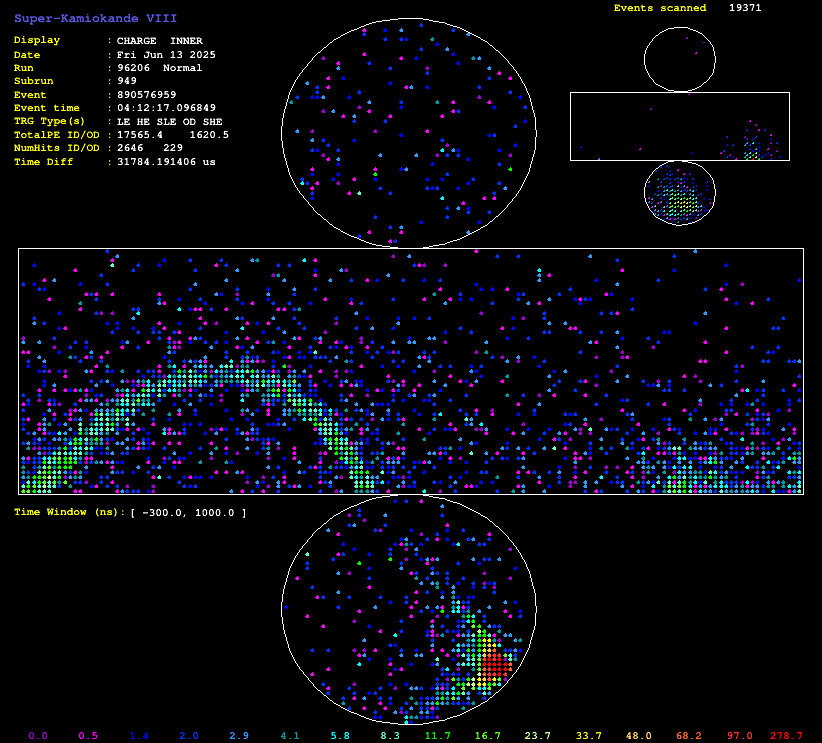 Super-Kamiokande VIII
Events scanned 19371
Display : CHARGE INNER
Date : Fri Jun 13 2025
Run : 96206 Normal
Subrun : 949
Event : 890576959
Event time : 04:12:17.096849
TRG Type(s) : LE HE SLE OD SHE
TotalPE ID/OD : 17565.4 1620.5
NumHits ID/OD : 2646 229
Time Diff : 31784.191406 us
Time Window (ns): [ -300.0, 1000.0 ]
0.0 0.5 1.4 2.0 2.9 4.1 5.8 8.3 11.7 16.7 23.7 33.7 48.0 68.2 97.0 278.7